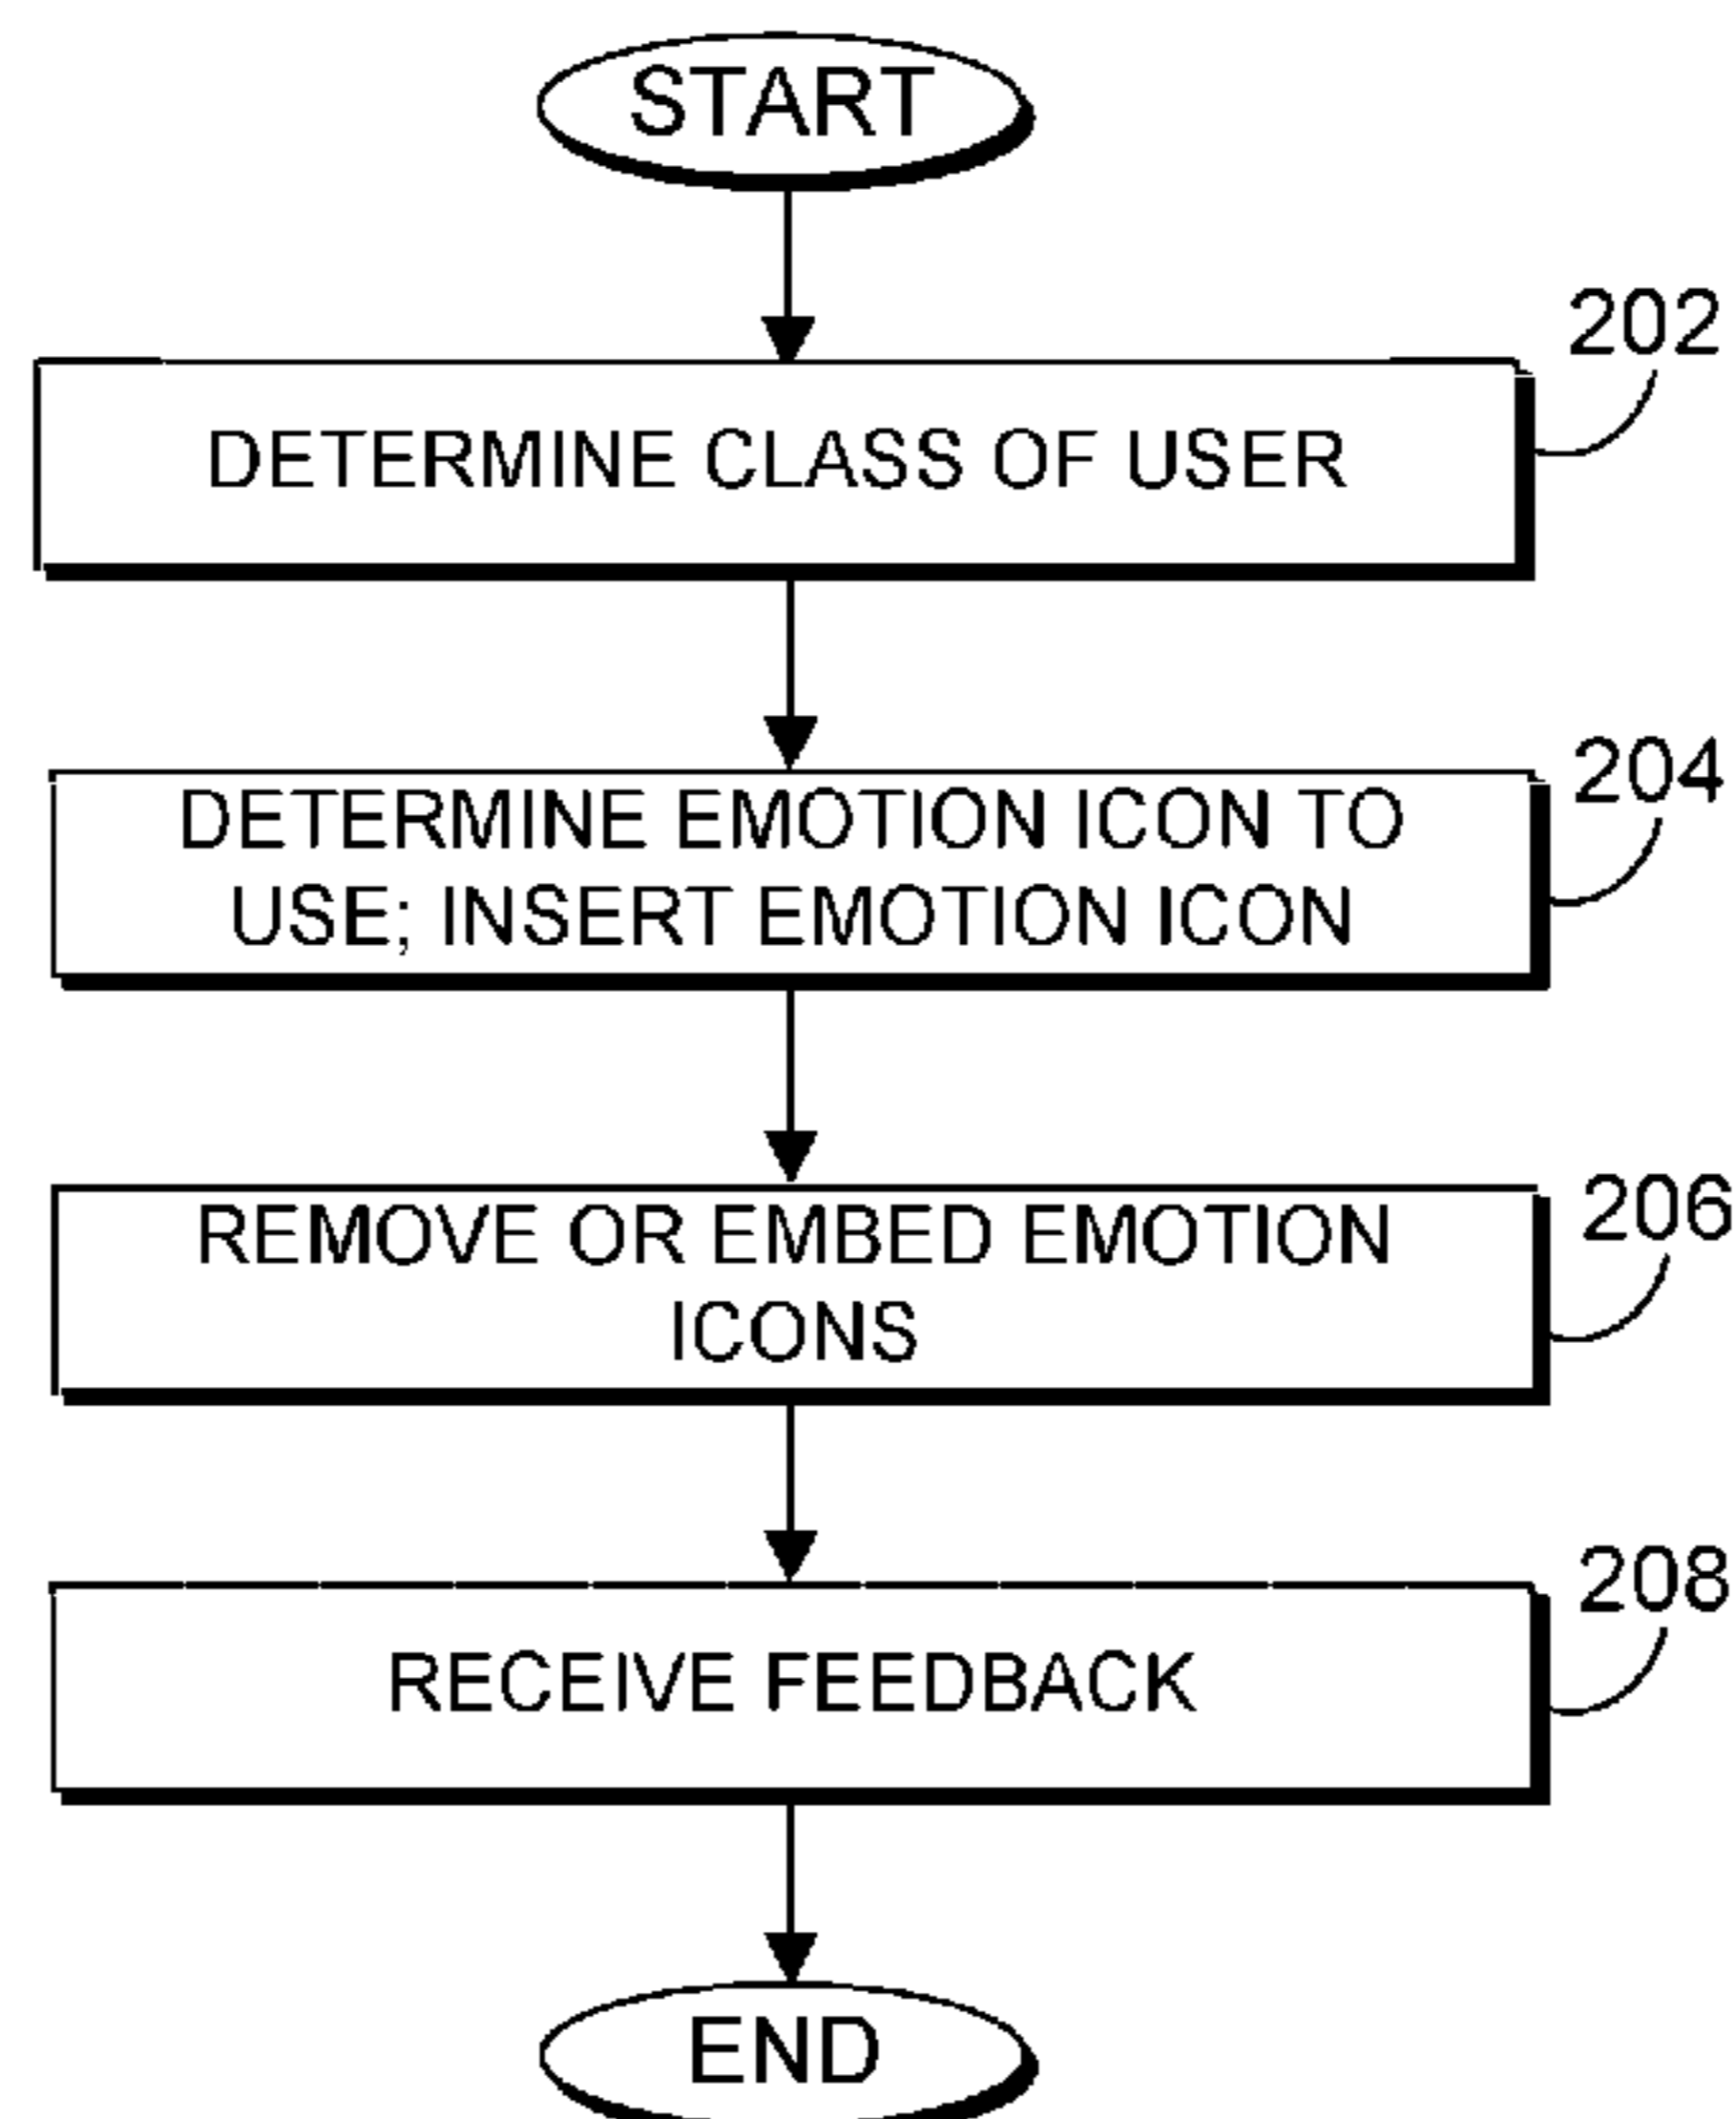 START
202
DETERMINE CLASS OF USER
204
DETERMINE EMOTION ICON TO
USE; INSERT EMOTION ICON
206
REMOVE OR EMBED EMOTION
ICONS
208
RECEIVE FEEDBACK
END